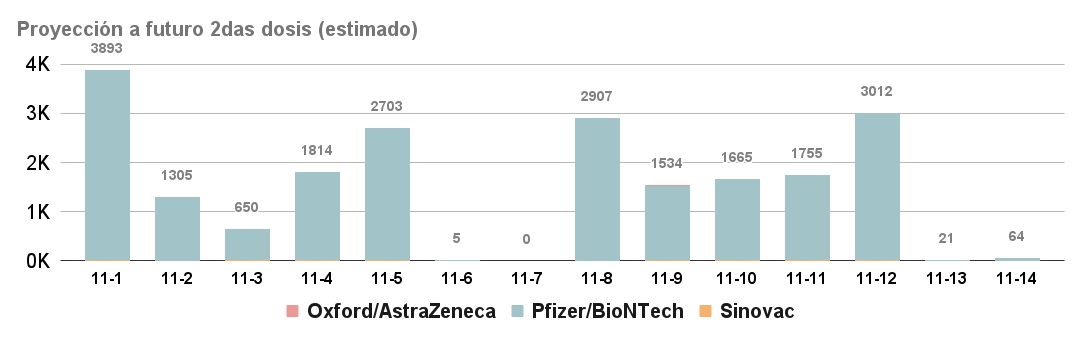 Proyección a futuro 2das dosis (estimado)
3893
4K
3012
2907
2703
3K
1814
1755
1665
2K
1534
1305
650
1K
5
0
21
64
0K
11-1 11-2 11-3 11-4 11-5 11-6 11-7 11-8 11-9 11-10 11-11 11-12 11-13 11-14
Oxford/AstraZeneca Pfizer/BioNTech Sinovac